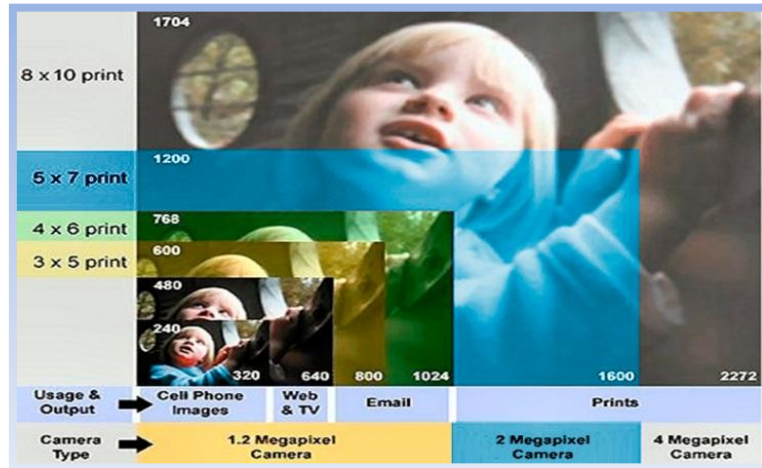 1704
8 x 10 print
1200
5 x 7 print
768
4 x 6 print
600
3 x 5 print
480
240
320 640 800 1024 1600 2272
Usage &
Output
Cell Phone
Images
Web
& TV
Email
Prints
Camera
Type
1.2 Megapixel
Camera
2 Megapixel
Camera
4 Megapixel
Camera